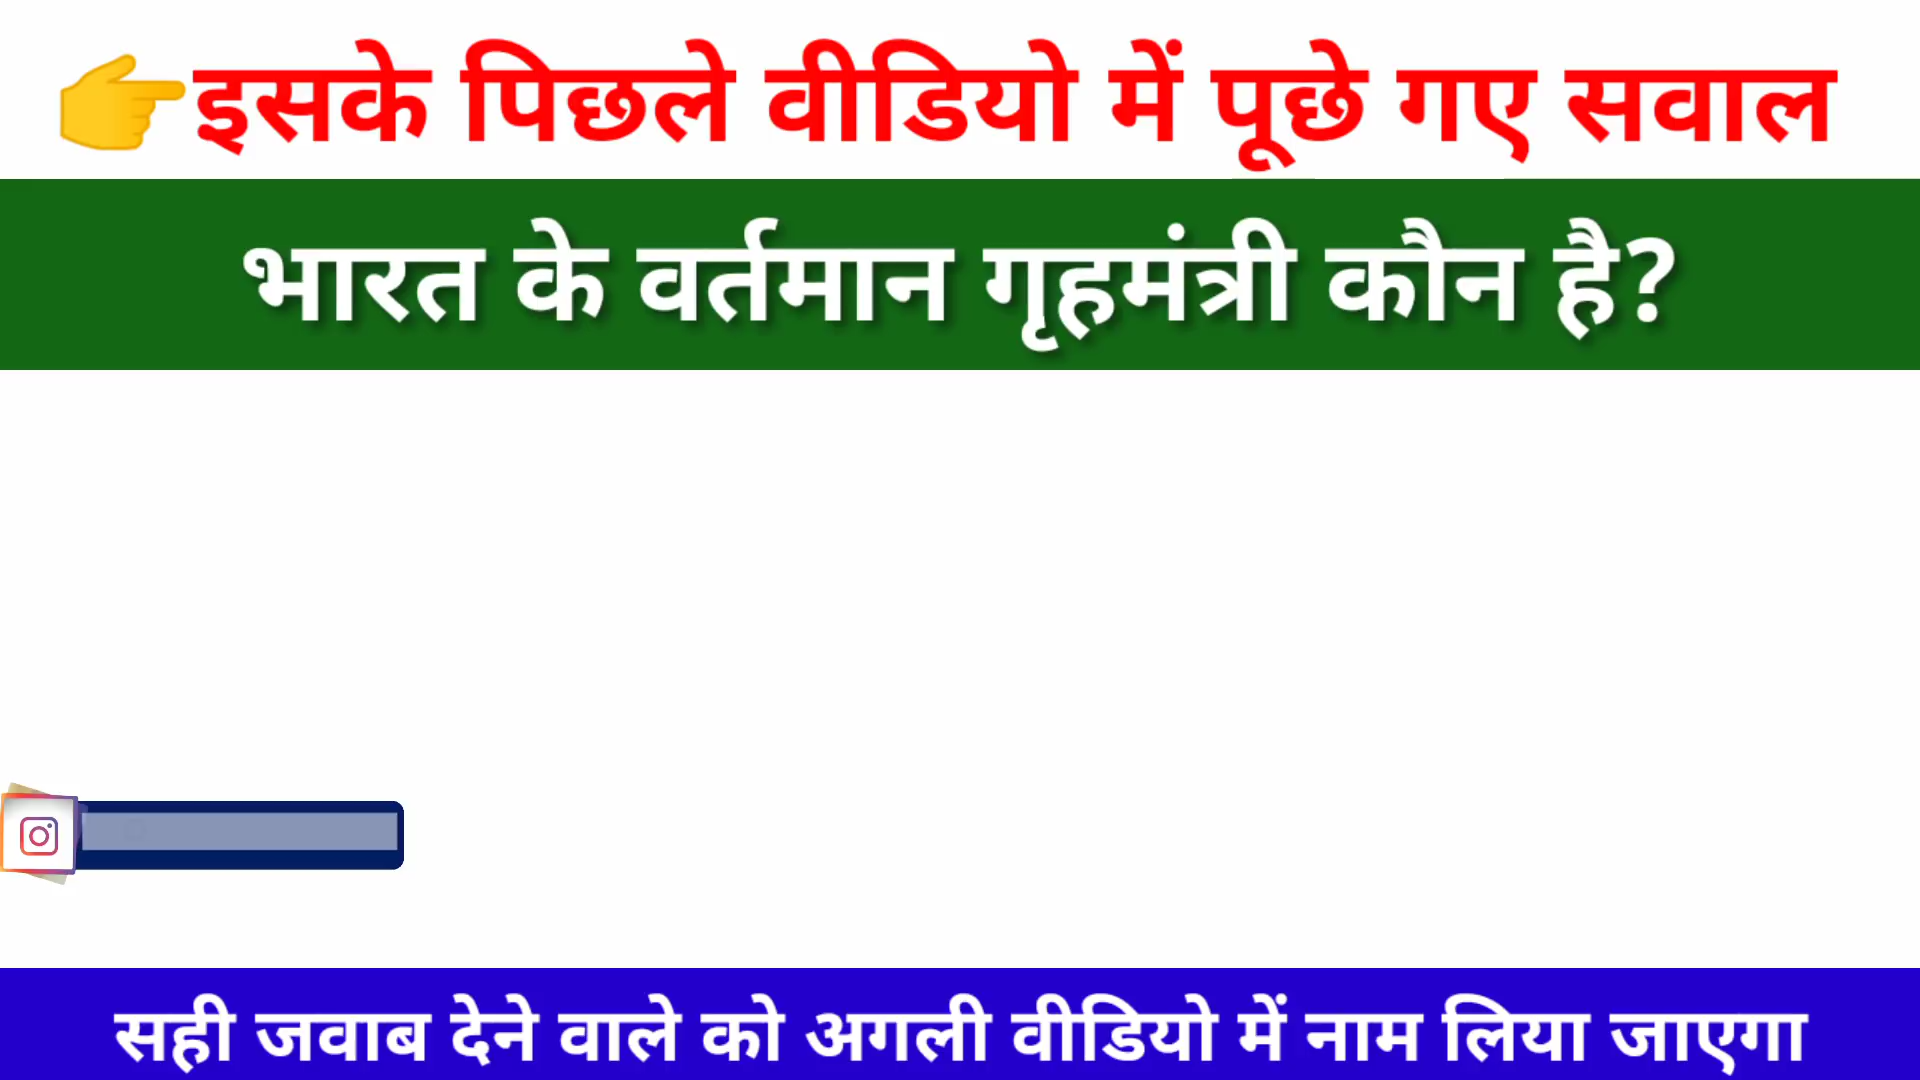 👉इसके पिछले वीडियो में पूछे गए सवाल
भारत के वर्तमान गृहमंत्री कौन है?
सही जवाब देने वाले को अगली वीडियो में नाम लिया जाएगा